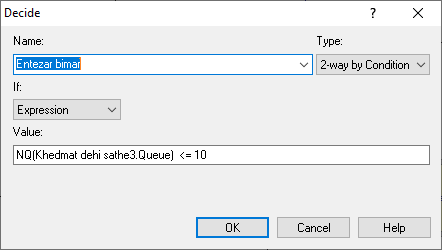 Decide ? ×
Name: Type:
Entezar bimar 2-way by Condition
If:
Expression
Value:
NQ(Khedmat dehi sathe3.Queue)  <= 10
OK Cancel Help